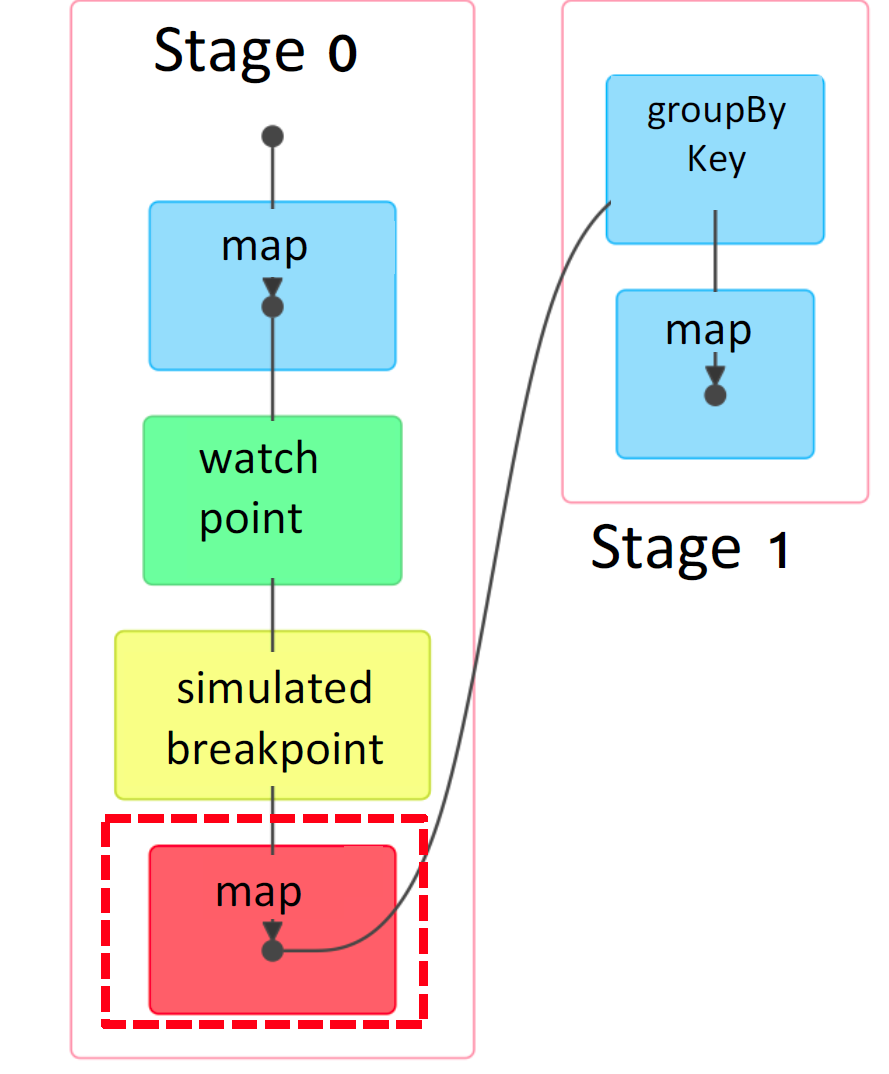 Stage 0
map
watch
point
simulated
breakpoint
map
groupBy
Key
map
Stage 1